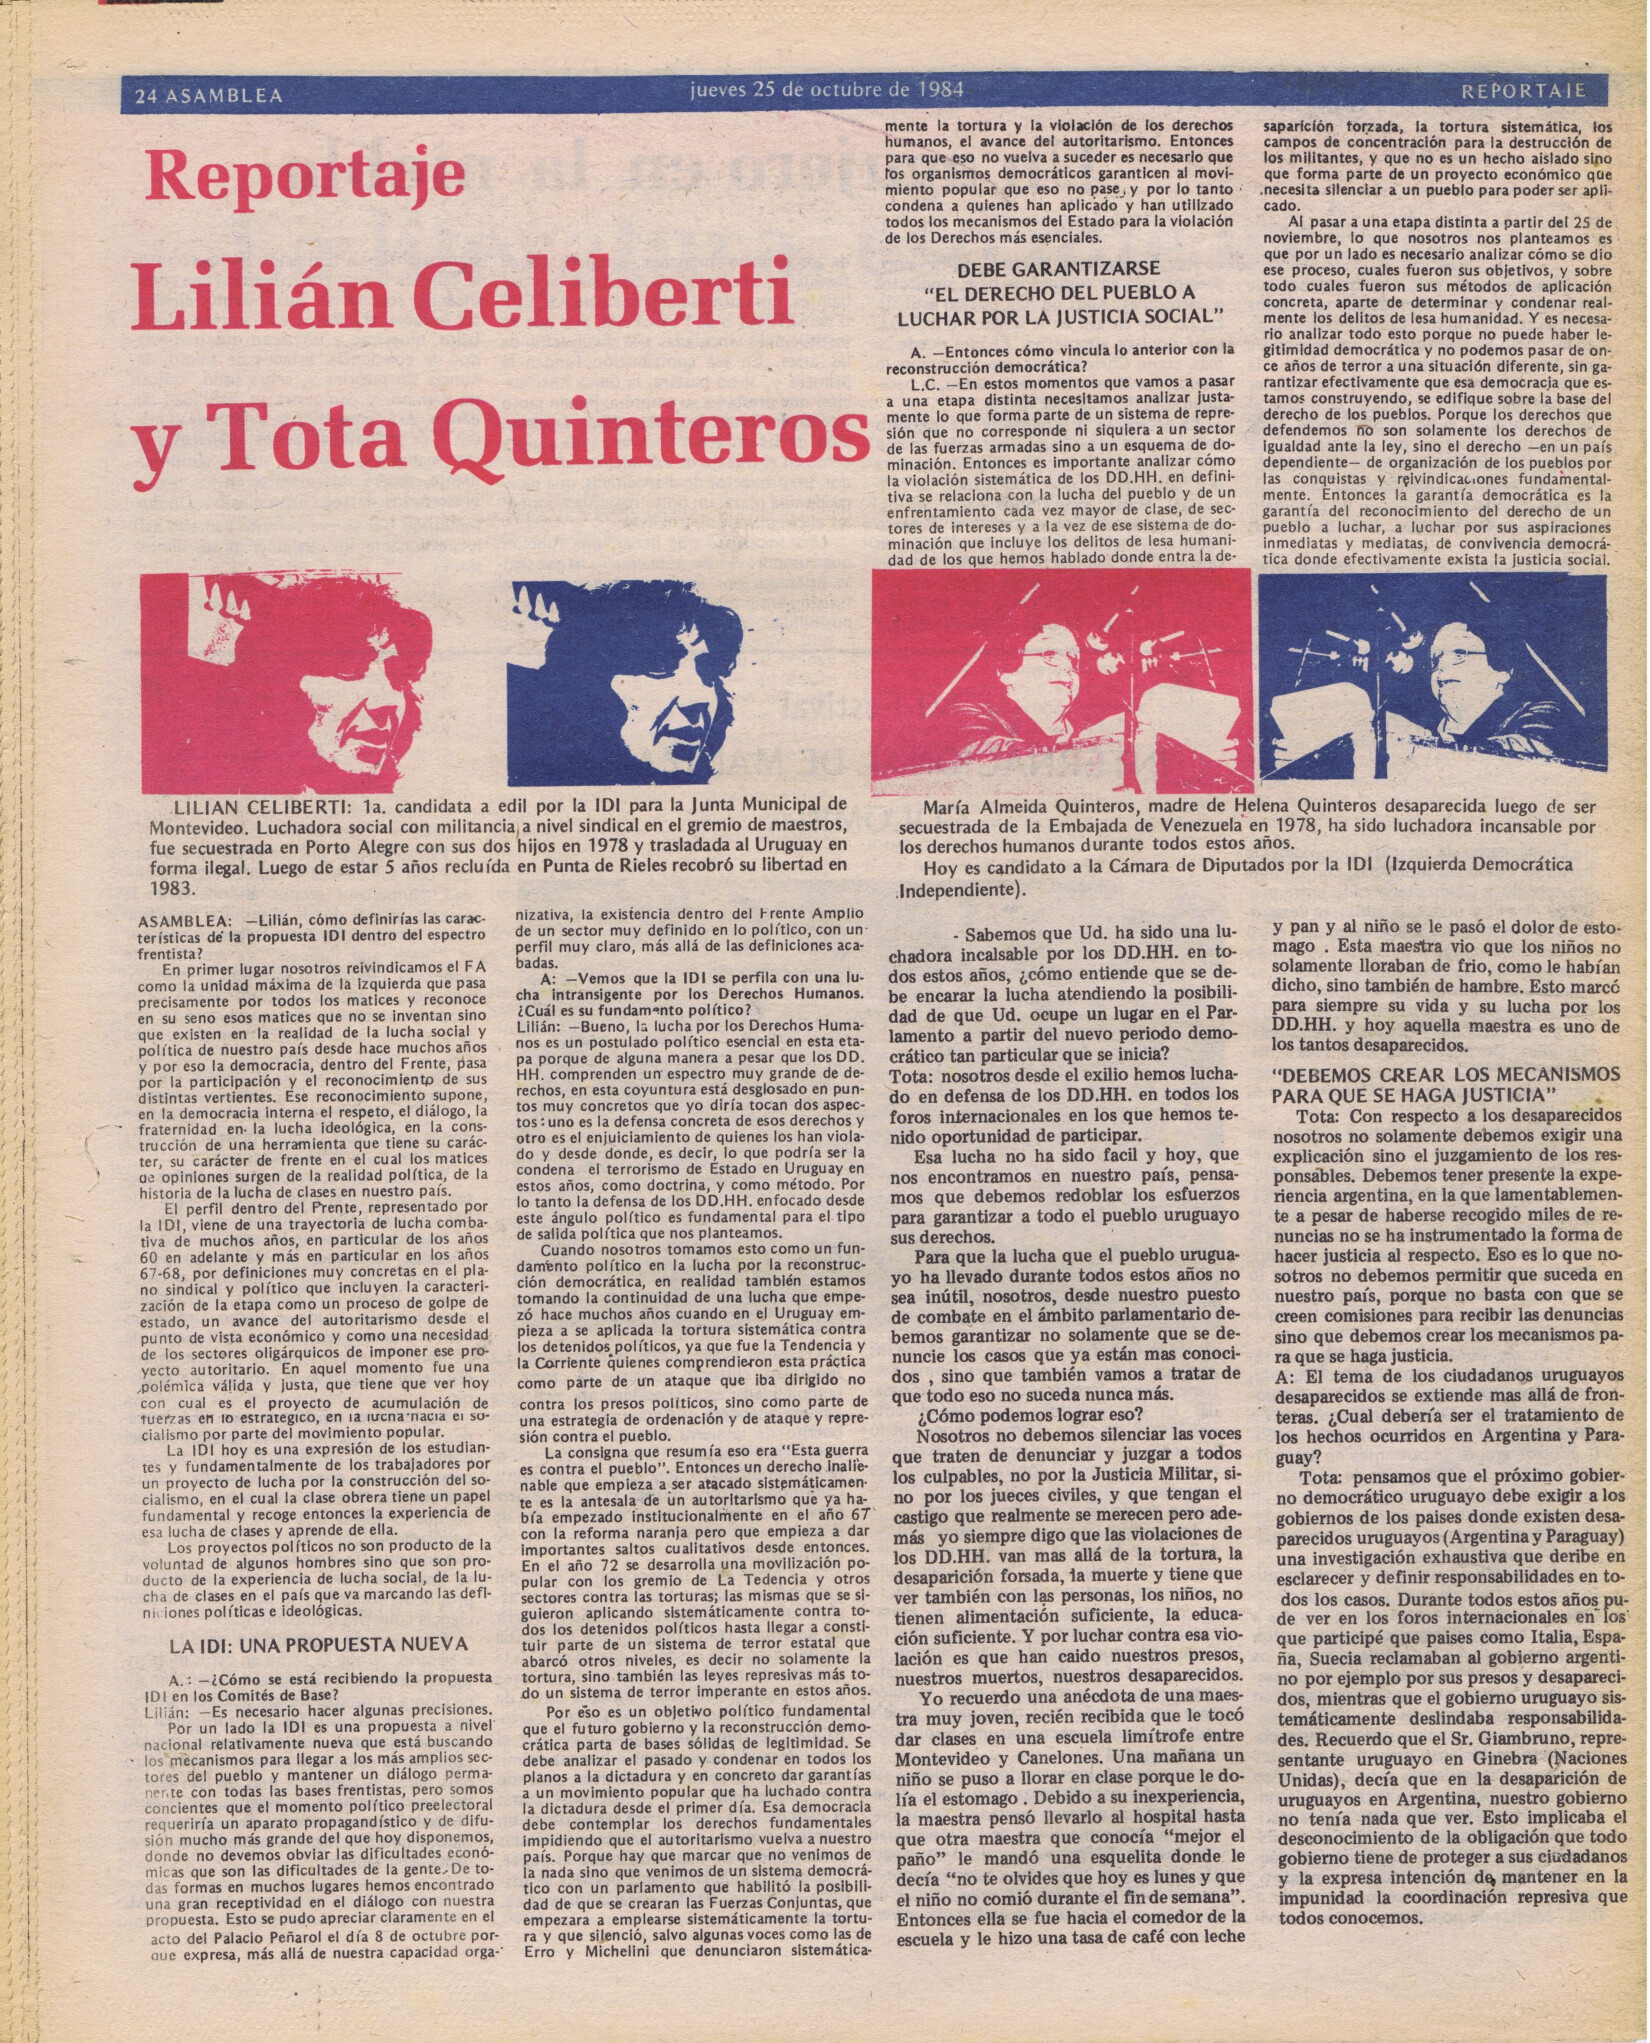 24 ASAMBLEA
jueves 25 de octubre de 1984
REPORTAJE
Reportaje
Lilián Celiberti
y Tota Quinteros
LILIAN CELIBERTI: 1a. candidata a edil por la IDI para la Junta Municipal de
Montevideo. Luchadora social con militancia a nivel sindical en el gremio de maestros,
fue secuestrada en Porto Alegre con sus dos hijos en 1978 y trasladada al Uruguay en
forma ilegal. Luego de estar 5 años recluída en Punta de Rieles recobró su libertad en
1983.
ASAMBLEA: —Lilián, cómo definirías las carac-
terísticas de la propuesta IDI dentro del espectro
frentista?
En primer lugar nosotros reivindicamos el FA
como la unidad máxima de la izquierda que pasa
precisamente por todos los matices y reconoce
en su seno esos matices que no se inventan sino
que existen en la realidad de la lucha social y
política de nuestro país desde hace muchos años
y por eso la democracia, dentro del Frente, pasa
por la participación y el reconocimiento de sus
distintas vertientes. Ese reconocimiento supone,
en la democracia interna el respeto, el diálogo, la
fraternidad en la lucha ideológica, en la cons-
trucción de una herramienta que tiene su carác-
ter, su carácter de frente en el cual los matices
de opiniones surgen de la realidad política, de la
historia de la lucha de clases en nuestro país.
El perfil dentro del Frente, representado por
la IDI, viene de una trayectoria de lucha comba-
tiva de muchos años, en particular de los años
60 en adelante y más en particular en los años
67-68, por definiciones muy concretas en el pla-
no sindical y político que incluyen la caracteri-
zación de la etapa como un proceso de golpe de
estado, un avance del autoritarismo desde el
punto de vista económico y como una necesidad
de los sectores oligárquicos de imponer ese pro-
yecto autoritario. En aquel momento fue una
polémica válida y justa, que tiene que ver hoy
con cual es el proyecto de acumulación de
fuerzas en lo estratégico, en la lucha hacia el so-
cialismo por parte del movimiento popular.
La IDI hoy es una expresión de los estudian-
tes y fundamentalmente de los trabajadores por
un proyecto de lucha por la construcción del so-
cialismo, en el cual la clase obrera tiene un papel
fundamental y recoge entonces la experiencia de
esa lucha de clases y aprende de ella.
Los proyectos políticos no son producto de la
voluntad de algunos hombres sino que son pro-
ducto de la experiencia de lucha social, de la lu-
cha de clases en el país que va marcando las defi-
niciones políticas e ideológicas.
LA IDI: UNA PROPUESTA NUEVA
A.: —¿Cómo se está recibiendo la propuesta
IDI en los Comités de Base?
Lilián: —Es necesario hacer algunas precisiones.
Por un lado la IDI es una propuesta a nivel
nacional relativamente nueva que está buscando
los mecanismos para llegar a los más amplios sec-
tores del pueblo y mantener un diálogo perma-
nente con todas las bases frentistas, pero somos
concientes que el momento político preelectoral
requeriría un aparato propagandístico y de difu-
sión mucho más grande del que hoy disponemos,
donde no devemos obviar las dificultades econó-
micas que son las dificultades de la gente. De to-
das formas en muchos lugares hemos encontrado
una gran receptividad en el diálogo con nuestra
propuesta. Esto se pudo apreciar claramente en el
acto del Palacio Peñarol el día 8 de octubre por-
que expresa, más allá de nuestra capacidad orga-
nizativa, la existencia dentro del Frente Amplio
de un sector muy definido en lo político, con un
perfil muy claro, más allá de las definiciones aca-
badas.
A: —Vemos que la IDI se perfila con una lu-
cha intransigente por los Derechos Humanos.
¿Cuál es su fundamento político?
Lilián: —Bueno, la lucha por los Derechos Huma-
nos es un postulado político esencial en esta eta-
pa porque de alguna manera a pesar que los DD.
HH. comprenden un espectro muy grande de de-
rechos, en esta coyuntura está desglosado en pun-
tos muy concretos que yo diría tocan dos aspec-
tos: uno es la defensa concreta de esos derechos y
otro es el enjuiciamiento de quienes los han viola-
do y desde donde, es decir, lo que podría ser la
condena el terrorismo de Estado en Uruguay en
estos años, como doctrina, y como método. Por
lo tanto la defensa de los DD.HH. enfocado desde
este ángulo político es fundamental para el tipo
de salida política que nos planteamos.
Cuando nosotros tomamos esto como un fun-
damento político en la lucha por la reconstruc-
ción democrática, en realidad también estamos
tomando la continuidad de una lucha que empe-
zó hace muchos años cuando en el Uruguay em-
pieza a se aplicada la tortura sistemática contra
los detenidos políticos, ya que fue la Tendencia y
la Corriente quienes comprendieron esta práctica
como parte de un ataque que iba dirigido no
contra los presos políticos, sino como parte de
una estrategia de ordenación y de ataque y repre-
sión contra el pueblo.
La consigna que resumía eso era "Esta guerra
es contra el pueblo". Entonces un derecho inalie-
nable que empieza a ser atacado sistemáticamen-
te es la antesala de un autoritarismo que ya ha-
bía empezado institucionalmente en el año 67
con la reforma naranja pero que empieza a dar
importantes saltos cualitativos desde entonces.
En el año 72 se desarrolla una movilización po-
pular con los gremio de La Tedencia y otros
sectores contra las torturas; las mismas que se si-
guieron aplicando sistemáticamente contra to-
dos los detenidos políticos hasta llegar a consti-
tuir parte de un sistema de terror estatal que
abarcó otros niveles, es decir no solamente la
tortura, sino también las leyes represivas más to-
do un sistema de terror imperante en estos años.
Por eso es un objetivo político fundamental
que el futuro gobierno y la reconstrucción demo-
crática parta de bases sólidas de legitimidad. Se
debe analizar el pasado y condenar en todos los
planos a la dictadura y en concreto dar garantías
a un movimiento popular que ha luchado contra
la dictadura desde el primer día. Esa democracia
debe contemplar los derechos fundamentales
impidiendo que el autoritarismo vuelva a nuestro
país. Porque hay que marcar que no venimos de
la nada sino que venimos de un sistema democrá-
tico con un parlamento que habilitó la posibili-
dad de que se crearan las Fuerzas Conjuntas, que
empezara a emplearse sistemáticamente la tortu-
ra y que silenció, salvo algunas voces como las de
Erro y Michelini que denunciaron sistemática-
mente la tortura y la violación de los derechos
humanos, el avance del autoritarismo. Entonces
para que eso no vuelva a suceder es necesario que
los organismos democráticos garanticen al movi-
miento popular que eso no pase, y por lo tanto
condena a quienes han aplicado y han utilizado
todos los mecanismos del Estado para la violación
de los Derechos más esenciales.
DEBE GARANTIZARSE
"EL DERECHO DEL PUEBLO A
LUCHAR POR LA JUSTICIA SOCIAL"
A. —Entonces cómo vincula lo anterior con la
reconstrucción democrática?
L.C. —En estos momentos que vamos a pasar
a una etapa distinta necesitamos analizar justa-
mente lo que forma parte de un sistema de repre-
sión que no corresponde ni siquiera a un sector
de las fuerzas armadas sino a un esquema de do-
minación. Entonces es importante analizar cómo
la violación sistemática de los DD.HH. en defini-
tiva se relaciona con la lucha del pueblo y de un
enfrentamiento cada vez mayor de clase, de sec-
tores de intereses y a la vez de ese sistema de do-
minación que incluye los delitos de lesa humani-
dad de los que hemos hablado donde entra la de-
saparición forzada, la tortura sistemática, los
campos de concentración para la destrucción de
los militantes, y que no es un hecho aislado sino
que forma parte de un proyecto económico que
necesita silenciar a un pueblo para poder ser apli-
cado.
Al pasar a una etapa distinta a partir del 25 de
noviembre, lo que nosotros nos planteamos es
que por un lado es necesario analizar cómo se dio
ese proceso, cuales fueron sus objetivos, y sobre
todo cuales fueron sus métodos de aplicación
concreta, aparte de determinar y condenar real-
mente los delitos de lesa humanidad. Y es necesa-
rio analizar todo esto porque no puede haber le-
gitimidad democrática y no podemos pasar de on-
ce años de terror a una situación diferente, sin ga-
rantizar efectivamente que esa democracia que es-
tamos construyendo, se edifique sobre la base del
derecho de los pueblos. Porque los derechos que
defendemos no son solamente los derechos de
igualdad ante la ley, sino el derecho —en un país
dependiente— de organización de los pueblos por
las conquistas y reivindicaciones fundamental-
mente. Entonces la garantía democrática es la
garantía del reconocimiento del derecho de un
pueblo a luchar, a luchar por sus aspiraciones
inmediatas y mediatas, de convivencia democrá-
tica donde efectivamente exista la justicia social.
María Almeida Quinteros, madre de Helena Quinteros desaparecida luego de ser
secuestrada de la Embajada de Venezuela en 1978, ha sido luchadora incansable por
los derechos humanos durante todos estos años.
Hoy es candidato a la Cámara de Diputados por la IDI (Izquierda Democrática
Independiente).
- Sabemos que Ud. ha sido una lu-
chadora incalsable por los DD.HH. en to-
dos estos años, ¿cómo entiende que se de-
be encarar la lucha atendiendo la posibili-
dad de que Ud. ocupe un lugar en el Par-
lamento a partir del nuevo periodo demo-
crático tan particular que se inicia?
Tota: nosotros desde el exilio hemos lucha-
do en defensa de los DD.HH. en todos los
foros internacionales en los que hemos te-
nido oportunidad de participar.
Esa lucha no ha sido facil y hoy, que
nos encontramos en nuestro país, pensa-
mos que debemos redoblar los esfuerzos
para garantizar a todo el pueblo uruguayo
sus derechos.
Para que la lucha que el pueblo urugua-
yo ha llevado durante todos estos años no
sea inútil, nosotros, desde nuestro puesto
de combate en el ámbito parlamentario de-
bemos garantizar no solamente que se de-
nuncie los casos que ya están mas conoci-
dos , sino que también vamos a tratar de
que todo eso no suceda nunca más.
¿Cómo podemos lograr eso?
Nosotros no debemos silenciar las voces
que traten de denunciar y juzgar a todos
los culpables, no por la Justicia Militar, si-
no por los jueces civiles, y que tengan el
castigo que realmente se merecen pero ade-
más yo siempre digo que las violaciones de
los DD.HH. van mas allá de la tortura, la
desaparición forsada, la muerte y tiene que
ver también con las personas, los niños, no
tienen alimentación suficiente, la educa-
ción suficiente. Y por luchar contra esa vio-
lación es que han caido nuestros presos,
nuestros muertos, nuestros desaparecidos.
Yo recuerdo una anécdota de una maes-
tra muy joven, recién recibida que le tocó
dar clases en una escuela limítrofe entre
Montevideo y Canelones. Una mañana un
niño se puso a llorar en clase porque le do-
lía el estomago . Debido a su inexperiencia,
la maestra pensó llevarlo al hospital hasta
que otra maestra que conocía "mejor el
paño" le mandó una esquelita donde le
decía "no te olvides que hoy es lunes y que
el niño no comió durante el fin de semana".
Entonces ella se fue hacia el comedor de la
escuela y le hizo una tasa de café con leche
y pan y al niño se le pasó el dolor de esto-
mago . Esta maestra vio que los niños no
solamente lloraban de frio, como le habían
dicho, sino también de hambre. Esto marcó
para siempre su vida y su lucha por los
DD.HH. y hoy aquella maestra es uno de
los tantos desaparecidos.
"DEBEMOS CREAR LOS MECANISMOS
PARA QUE SE HAGA JUSTICIA"
Tota: Con respecto a los desaparecidos
nosotros no solamente debemos exigir una
explicación sino el juzgamiento de los res-
ponsables. Debemos tener presente la expe-
riencia argentina, en la que lamentablemen-
te a pesar de haberse recogido miles de re-
nuncias no se ha instrumentado la forma de
hacer justicia al respecto. Eso es lo que no-
sotros no debemos permitir que suceda en
nuestro país, porque no basta con que se
creen comisiones para recibir las denuncias
sino que debemos crear los mecanismos pa-
ra que se haga justicia.
A: El tema de los ciudadanos uruguayos
desaparecidos se extiende mas allá de fron-
teras. ¿Cual debería ser el tratamiento de
los hechos ocurridos en Argentina y Para-
guay?
Tota: pensamos que el próximo gobier-
no democrático uruguayo debe exigir a los
gobiernos de los paises donde existen desa-
parecidos uruguayos (Argentina y Paraguay)
una investigación exhaustiva que deribe en
esclarecer y definir responsabilidades en to-
dos los casos. Durante todos estos años pu-
de ver en los foros internacionales en los
que participé que paises como Italia, Espa-
ña, Suecia reclamaban al gobierno argenti-
no por ejemplo por sus presos y desapareci-
dos, mientras que el gobierno uruguayo sis-
temáticamente deslindaba responsabilida-
des. Recuerdo que el Sr. Giambruno, repre-
sentante uruguayo en Ginebra (Naciones
Unidas), decía que en la desaparición de
uruguayos en Argentina, nuestro gobierno
no tenía nada que ver. Esto implicaba el
desconocimiento de la obligación que todo
gobierno tiene de proteger a sus ciudadanos
y la expresa intención de mantener en la
impunidad la coordinación represiva que
todos conocemos.